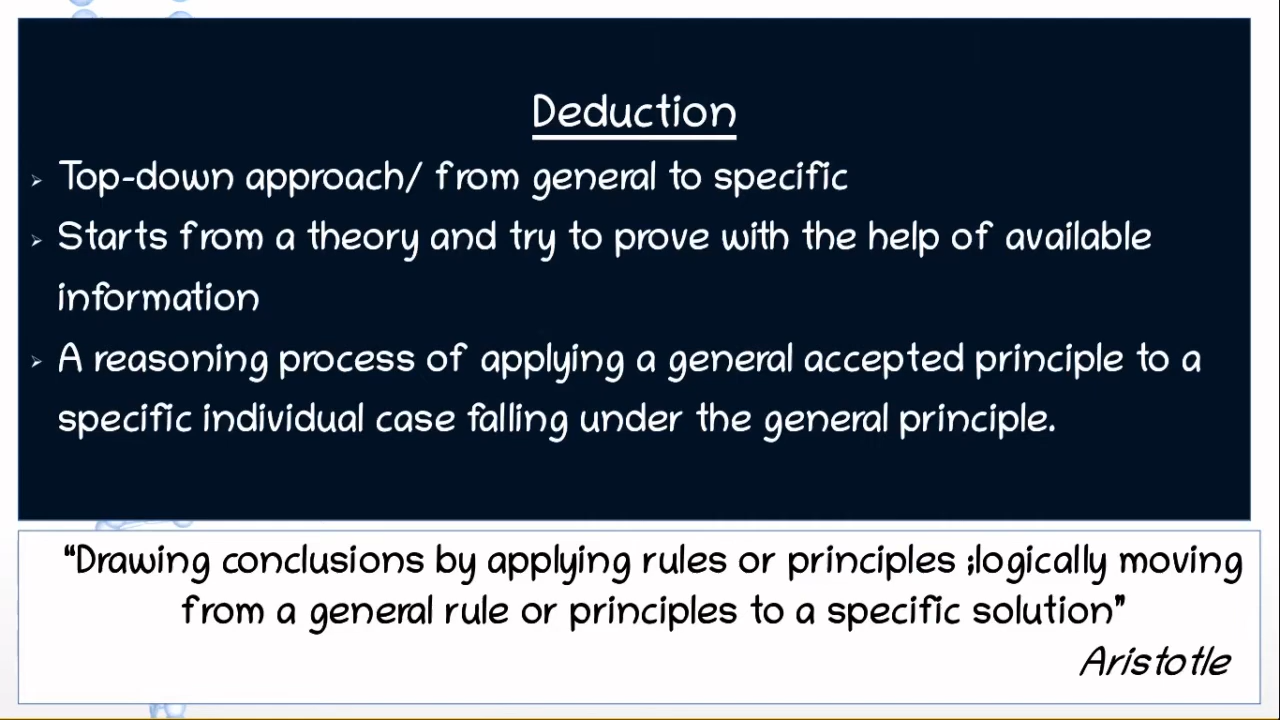 Deduction
Top-down approach/ from general to specific
Starts from a theory and try to prove with the help of available
information
A reasoning process of applying a general accepted principle to a
specific individual case falling under the general principle.
“Drawing conclusions by applying rules or principles ;logically moving
from a general rule or principles to a specific solution”
Aristotle